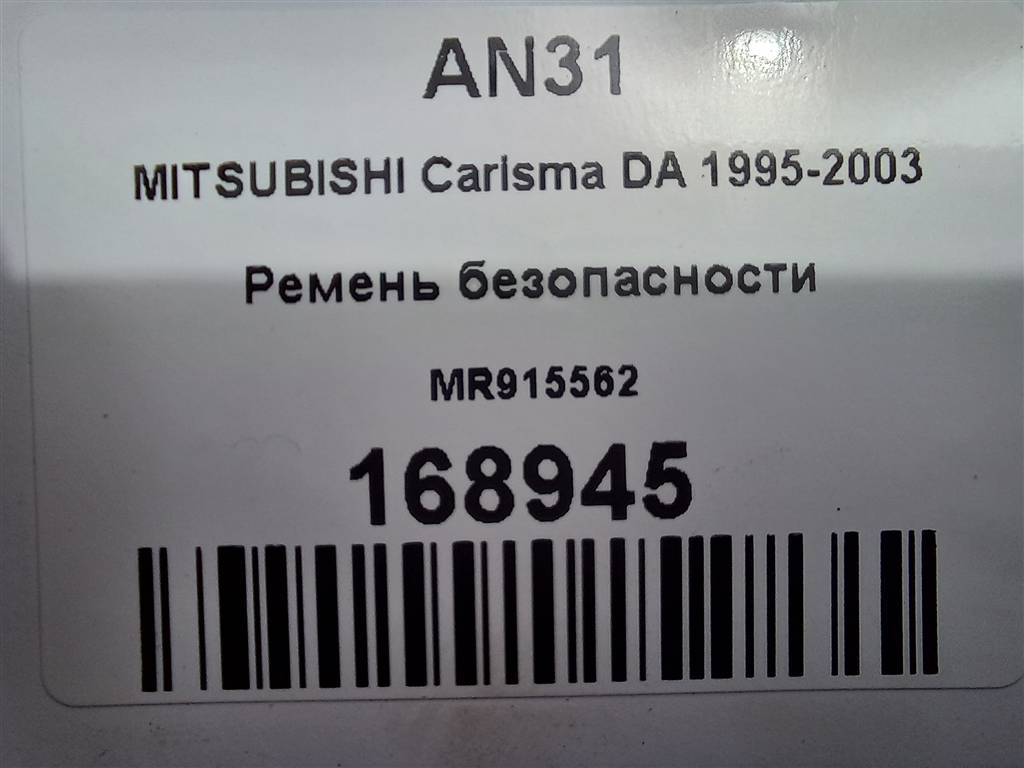 AN31
MITSUBISHI Carisma DA 1995-2003
Ремень безопасности
MR915562
168945